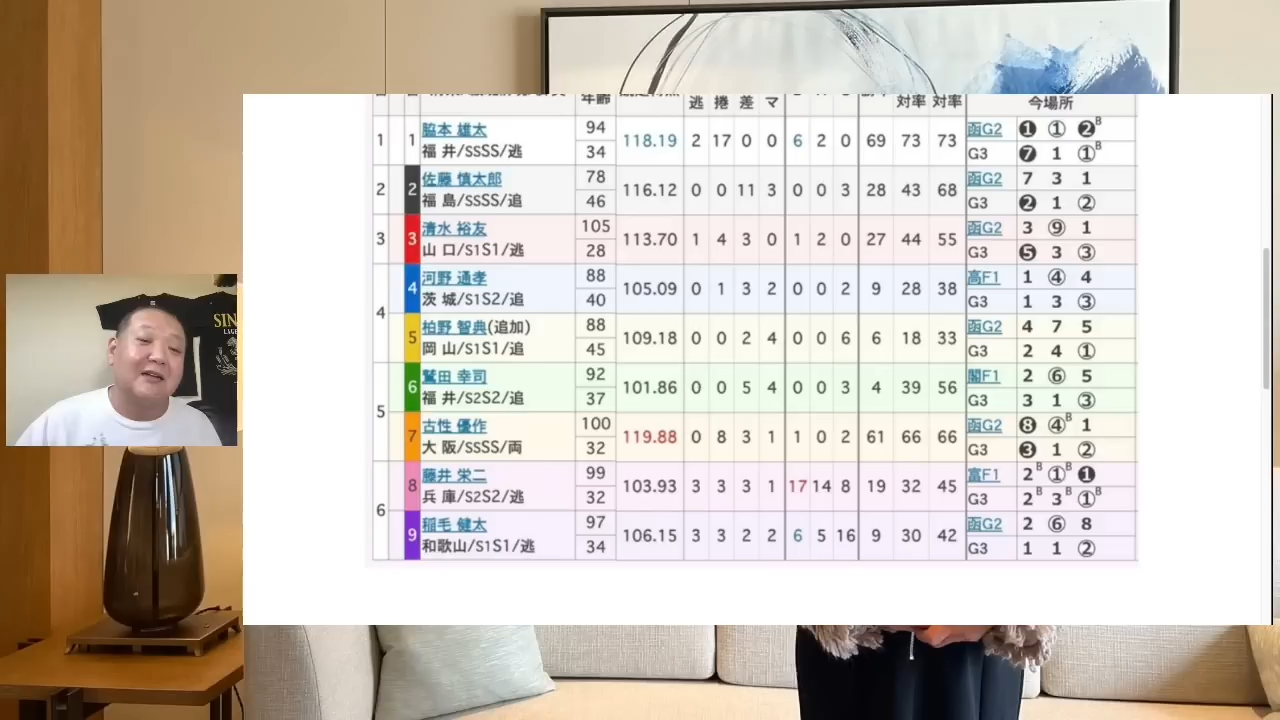 年齢 逃 捲 差 マ 対率 対率 今場所
1 1 脇本 雄太 94 118.19 2 17 0 0 6 2 0 69 73 73 函G2 ❶ ① ❷B
福 井/SSSS/逃 34 G3 ❼ 1 ①B
2 2 佐藤 慎太郎 78 116.12 0 0 11 3 0 0 3 28 43 68 函G2 7 3 1
福 島/SSSS/追 46 G3 ❷ 1 ②
3 3 清水 裕友 105 113.70 1 4 3 0 1 2 0 27 44 55 函G2 3 ⑨ 1
山 口/S1S1/逃 28 G3 ❺ 3 ③
4 4 河野 通孝 88 105.09 0 1 3 2 0 0 2 9 28 38 高F1 1 ④ 4
茨 城/S1S2/追 40 G3 1 3 ③
5 柏野 智典(追加) 88 109.18 0 0 2 4 0 0 6 6 18 33 函G2 4 7 5
岡 山/S1S1/追 45 G3 2 4 ①
5 6 鷲田 幸司 92 101.86 0 0 5 4 0 0 3 4 39 56 閣F1 2 ⑥ 5
福 井/S2S2/追 37 G3 3 1 ③
7 古性 優作 100 119.88 0 8 3 1 1 0 2 61 66 66 函G2 ❽ ④B 1
大 阪/SSSS/両 32 G3 ❸ 1 ②
6 8 藤井 栄二 99 103.93 3 3 3 1 17 14 8 19 32 45 富F1 2B ①B ❶
兵 庫/S2S2/逃 32 G3 2B 3B ①B
9 稲毛 健太 97 106.15 3 3 2 2 6 5 16 9 30 42 函G2 2 ⑥ 8
和歌山/S1S1/逃 34 G3 1 1 ②
SIN